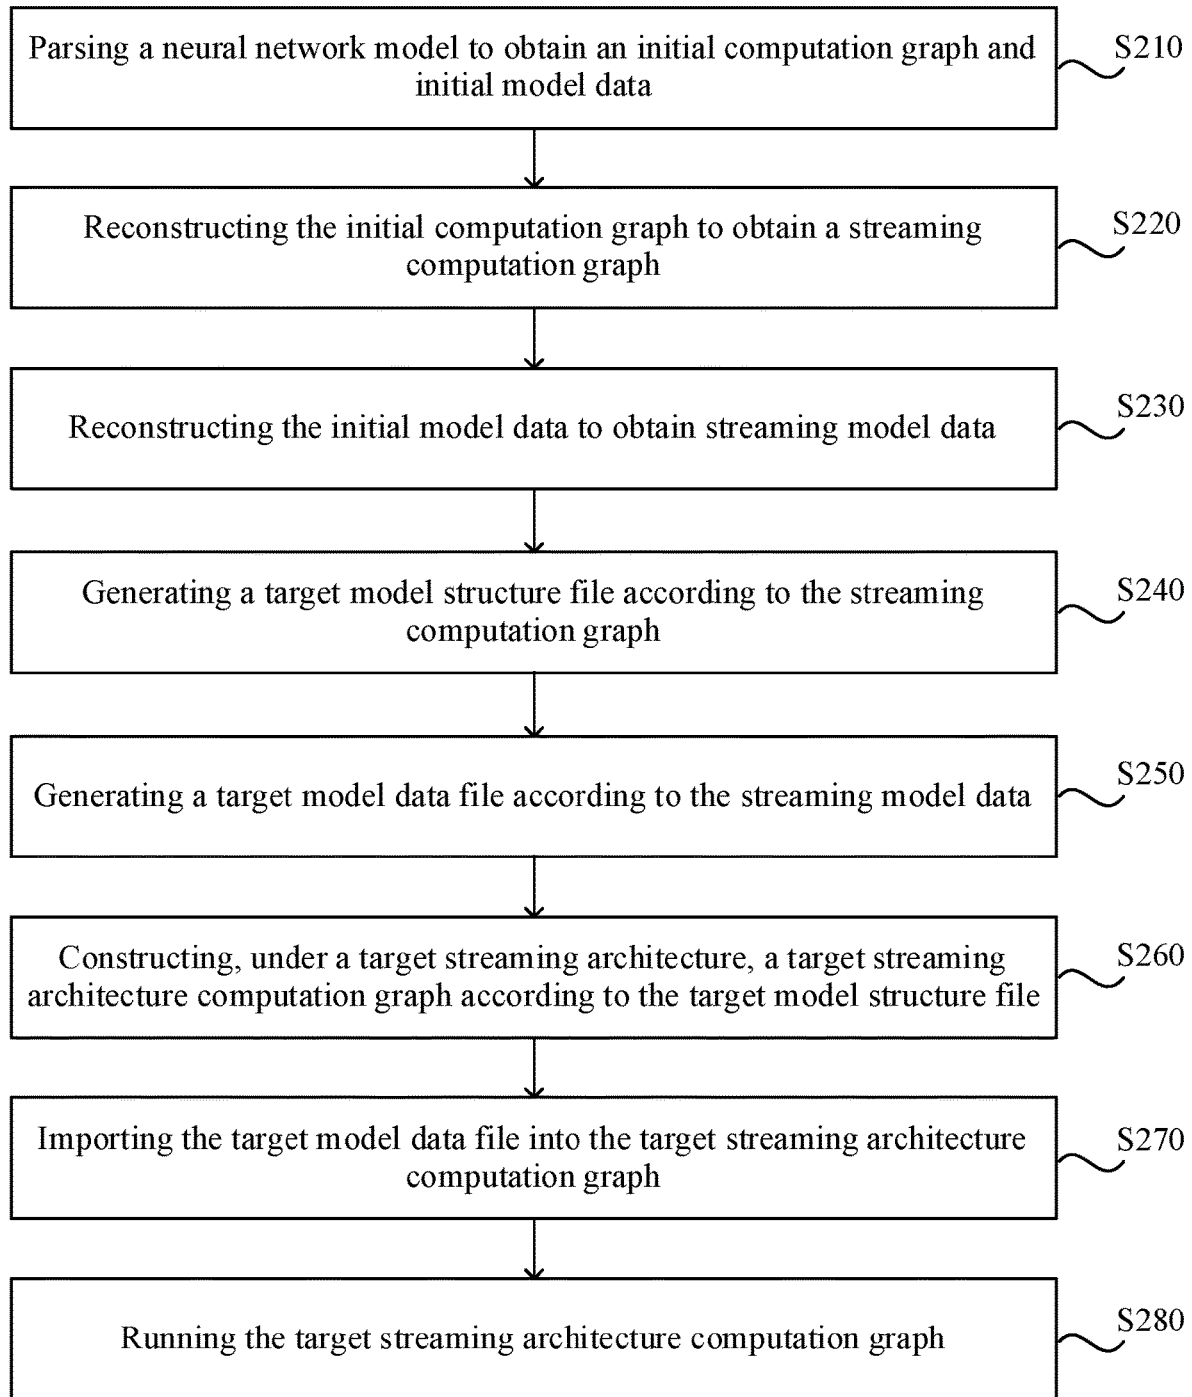 Parsing a neural network model to obtain an initial computation graph and
initial model data
S210
Reconstructing the initial computation graph to obtain a streaming
computation graph
S220
Reconstructing the initial model data to obtain streaming model data
S230
Generating a target model structure file according to the streaming
computation graph
S240
Generating a target model data file according to the streaming model data
S250
Constructing, under a target streaming architecture, a target streaming
architecture computation graph according to the target model structure file
S260
Importing the target model data file into the target streaming architecture
computation graph
S270
Running the target streaming architecture computation graph
S280